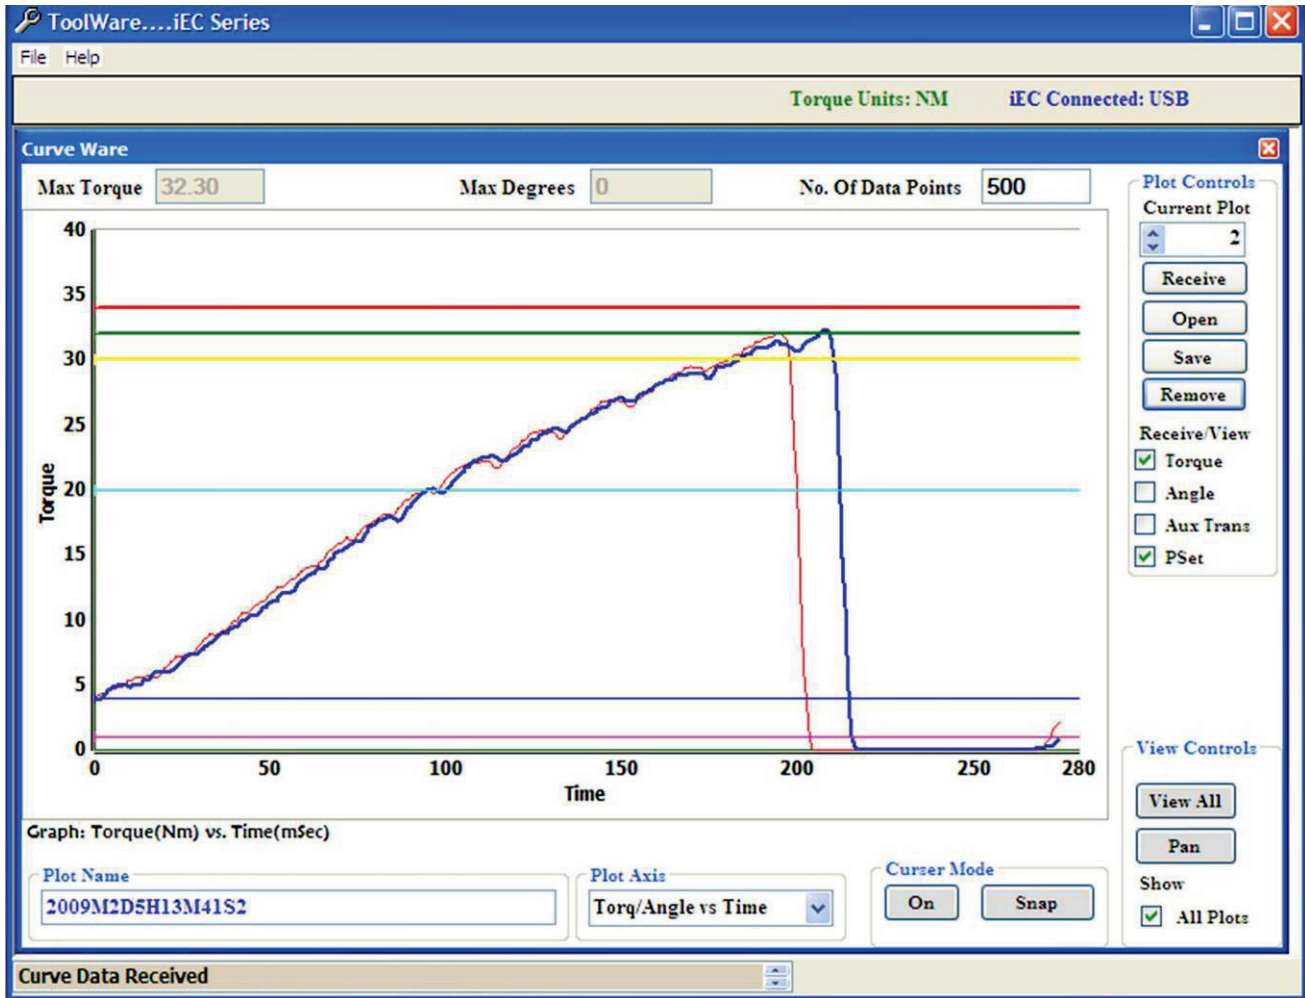 ToolWare....iEC Series
File Help
Torque Units: NM iEC Connected: USB
Curve Ware
Max Torque 32.30 Max Degrees 0 No. Of Data Points 500
Plot Controls
Current Plot
2
Receive
Open
Save
Remove
Receive/View
Torque
Angle
Aux Trans
PSet
40
35
30
25
20
15
10
5
0
Torque
0 50 100 150 200 250 280
Time
Graph: Torque(Nm) vs. Time(mSec)
View Controls
View All
Pan
Show
All Plots
Plot Name
2009M2D5H13M41S2
Plot Axis
Torq/Angle vs Time
Curser Mode
On Snap
Curve Data Received